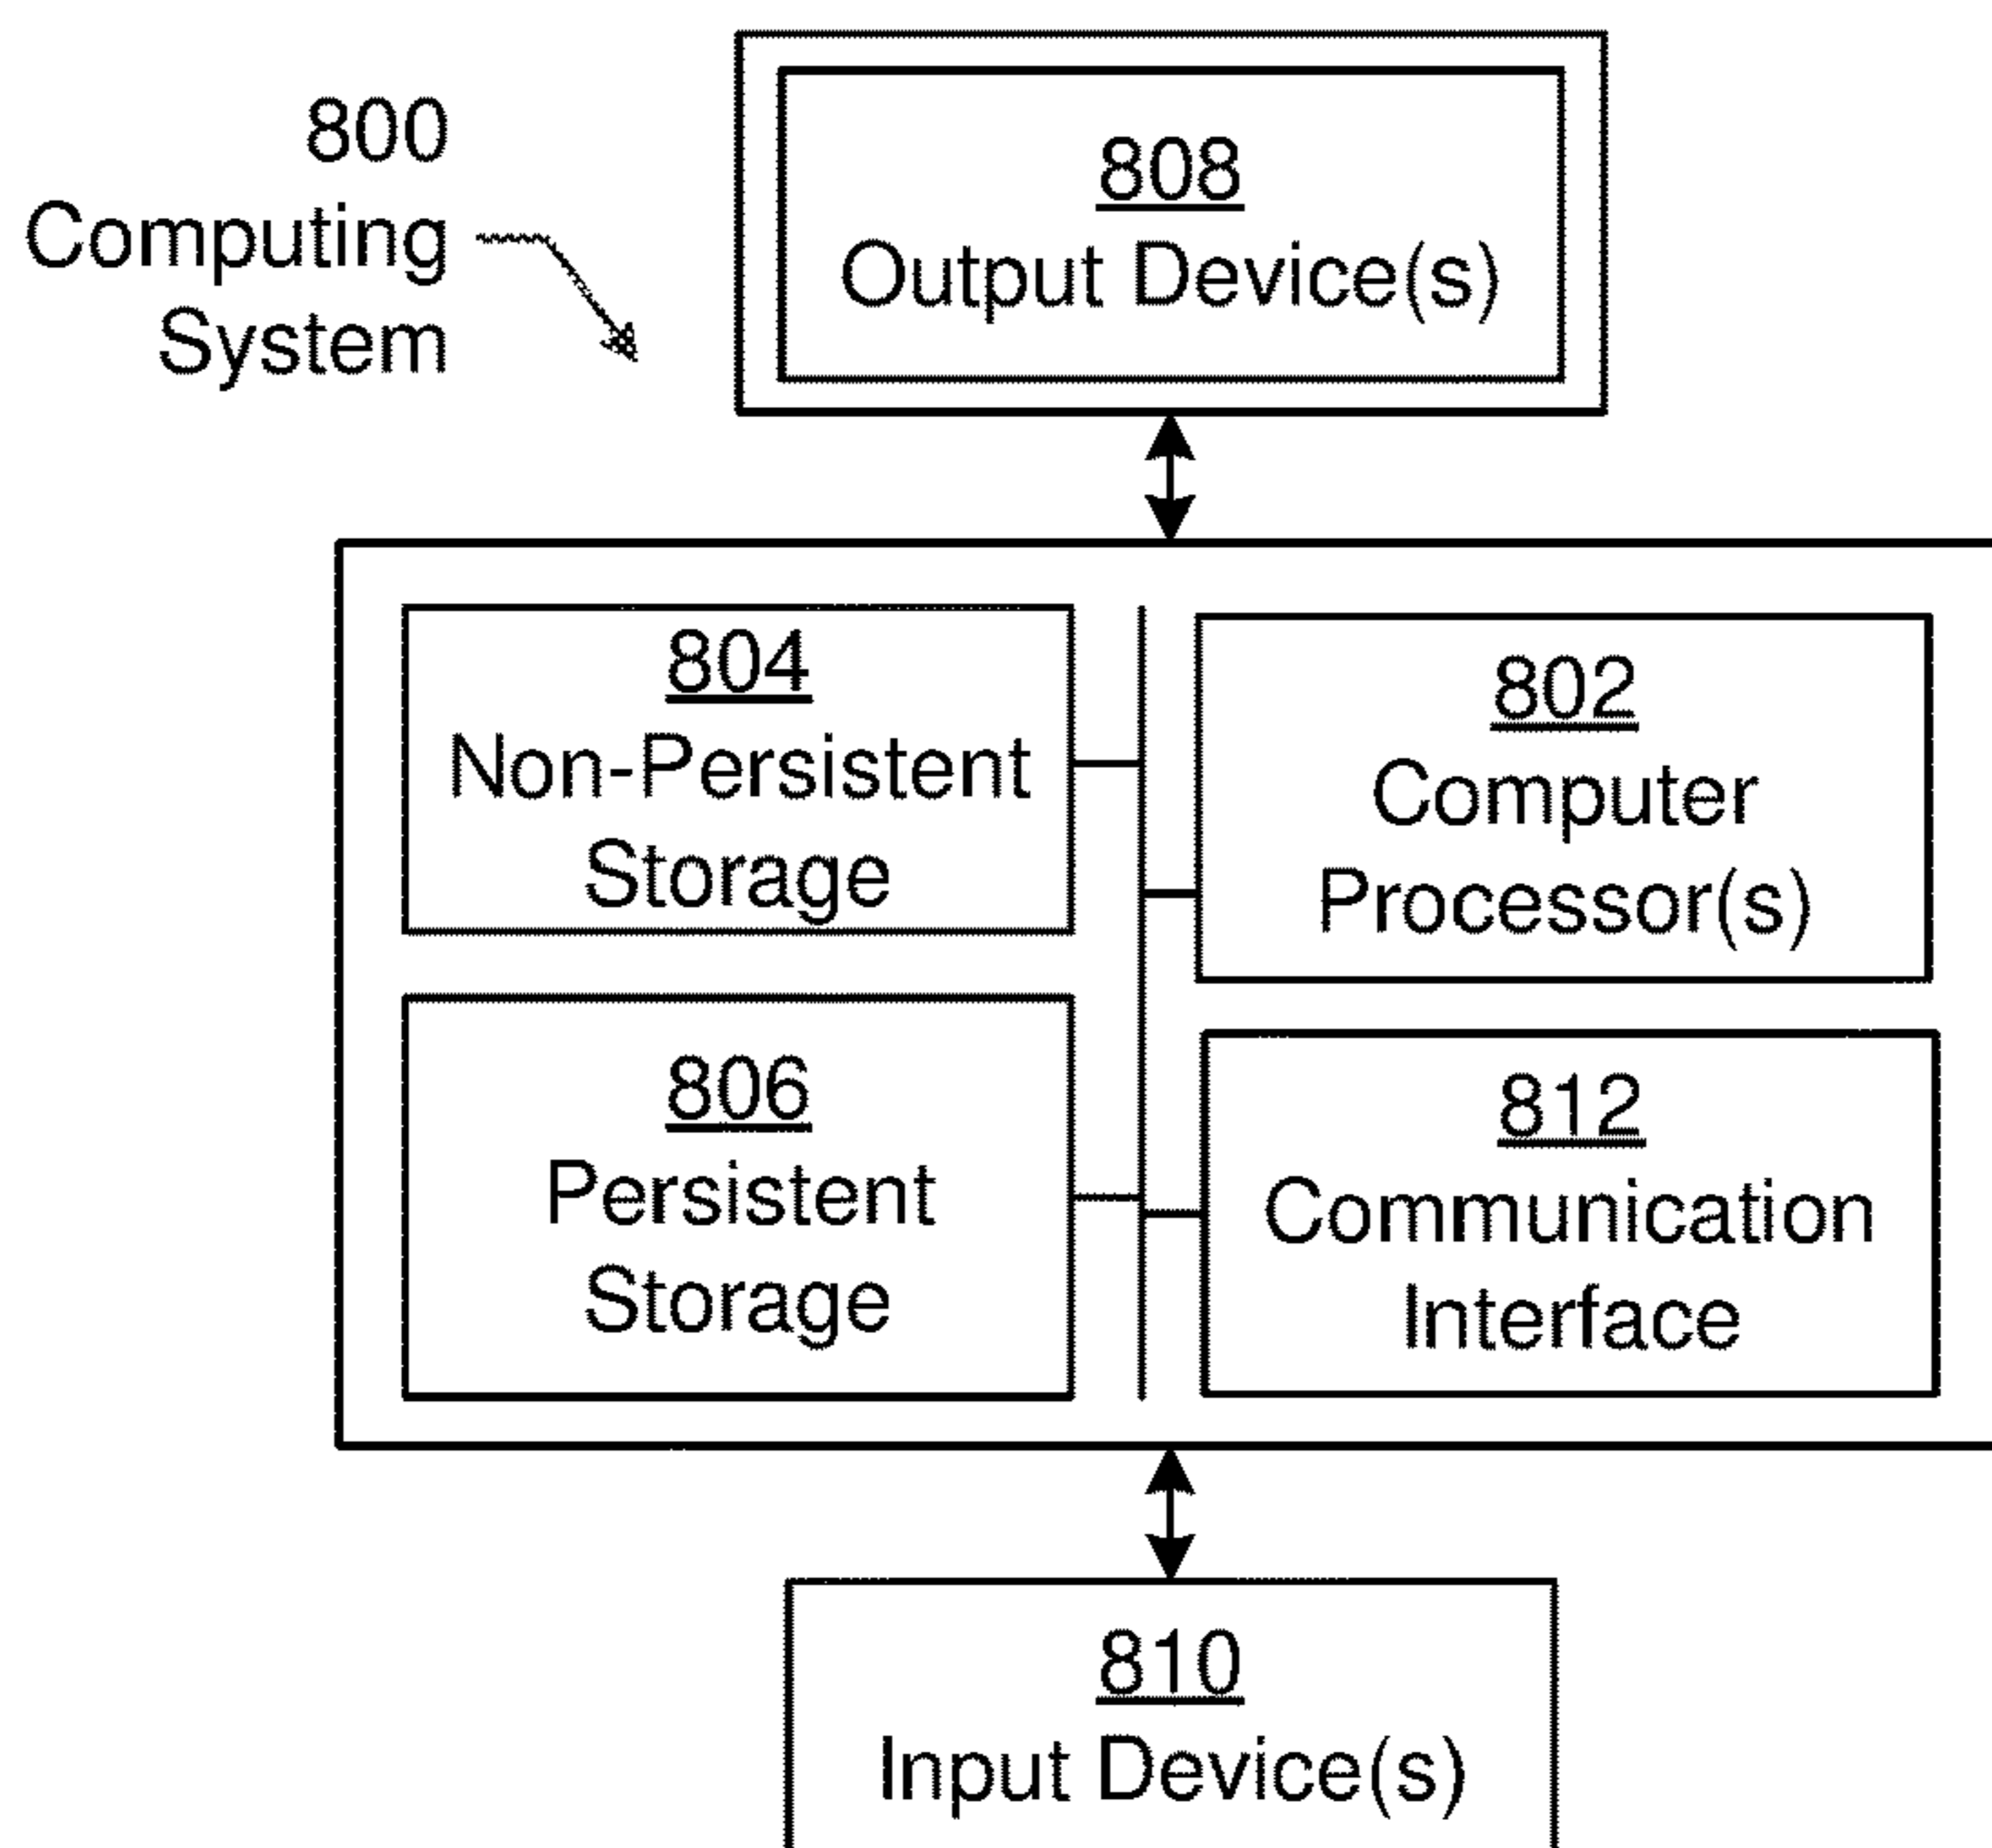 800
Computing
System
808
Output Device(s)
804
Non-Persistent
Storage
802
Computer
Processor(s)
806
Persistent
Storage
812
Communication
Interface
810
Input Device(s)